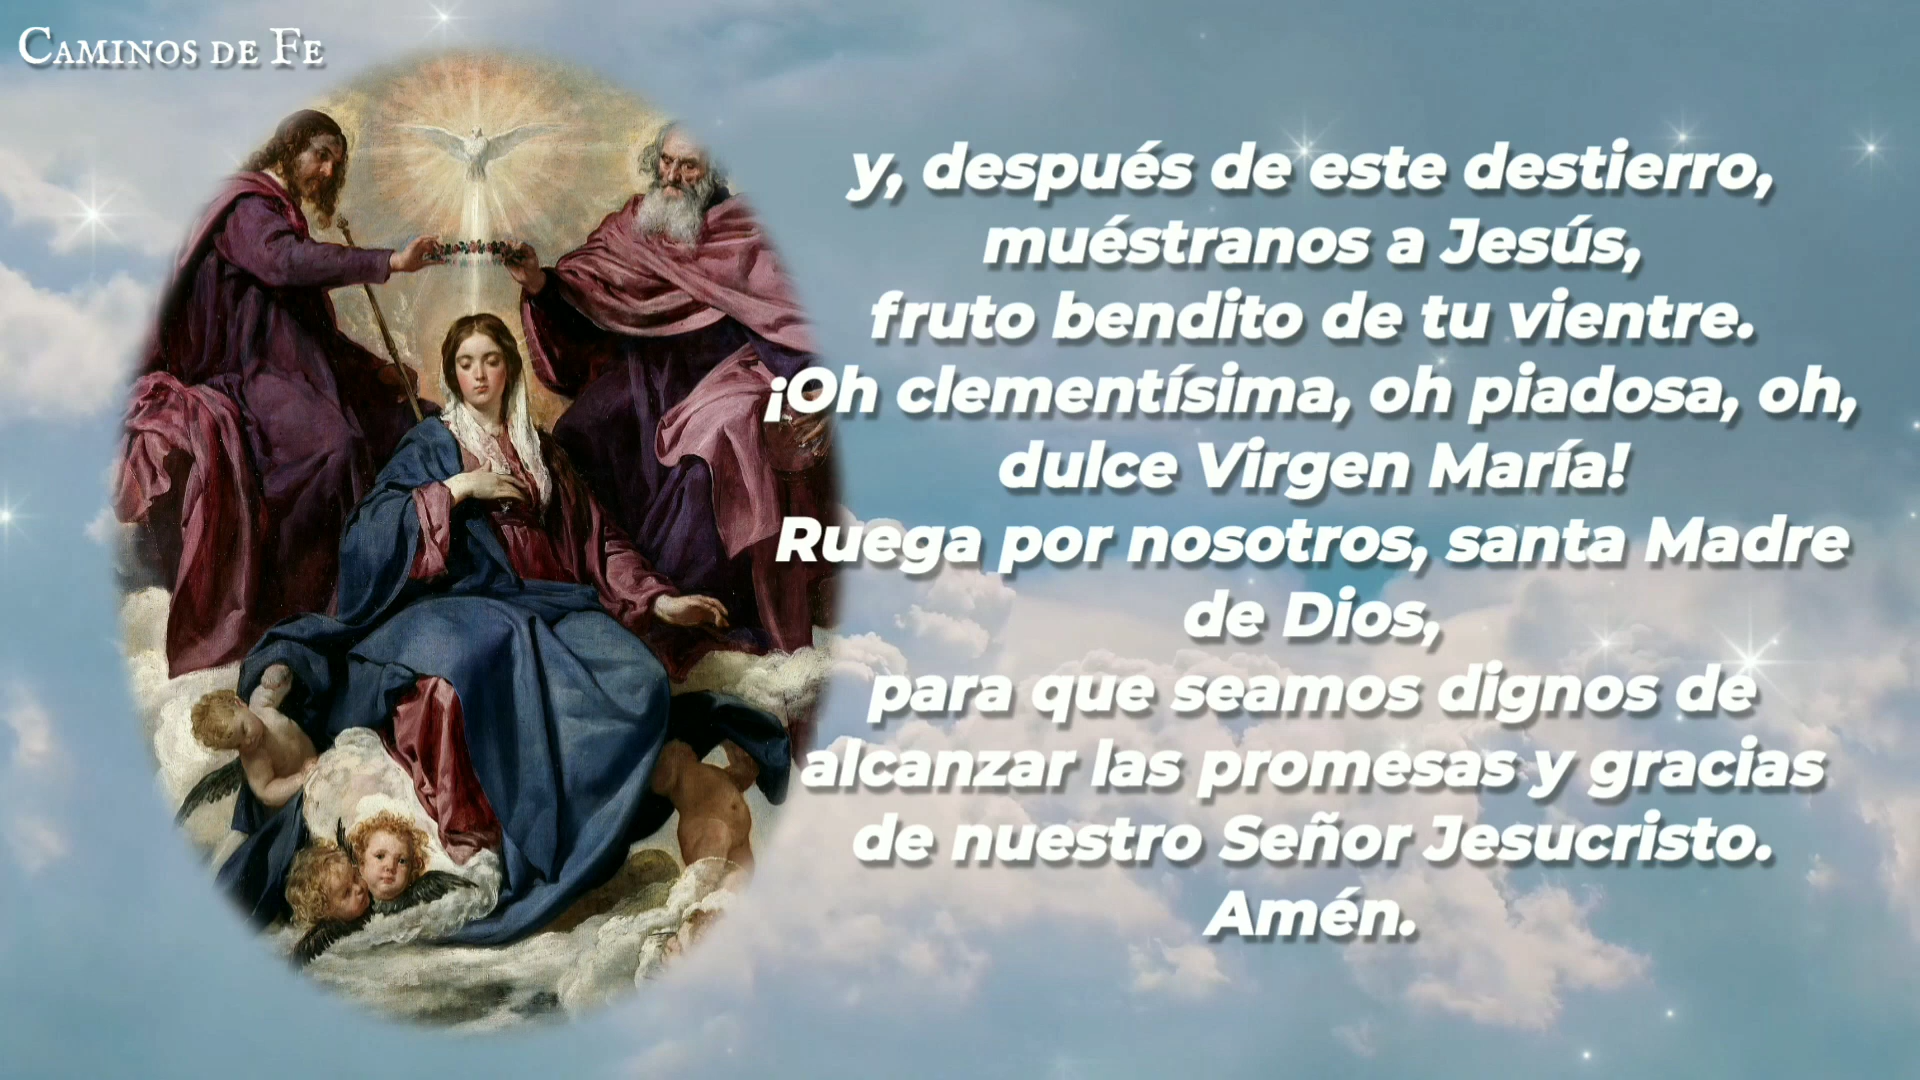 Caminos de Fe
y, después de este destierro,
muéstranos a Jesús,
fruto bendito de tu vientre.
¡Oh clementísima, oh piadosa, oh,
dulce Virgen María!
Ruega por nosotros, santa Madre
de Dios,
para que seamos dignos de
alcanzar las promesas y gracias
de nuestro Señor Jesucristo.
Amén.